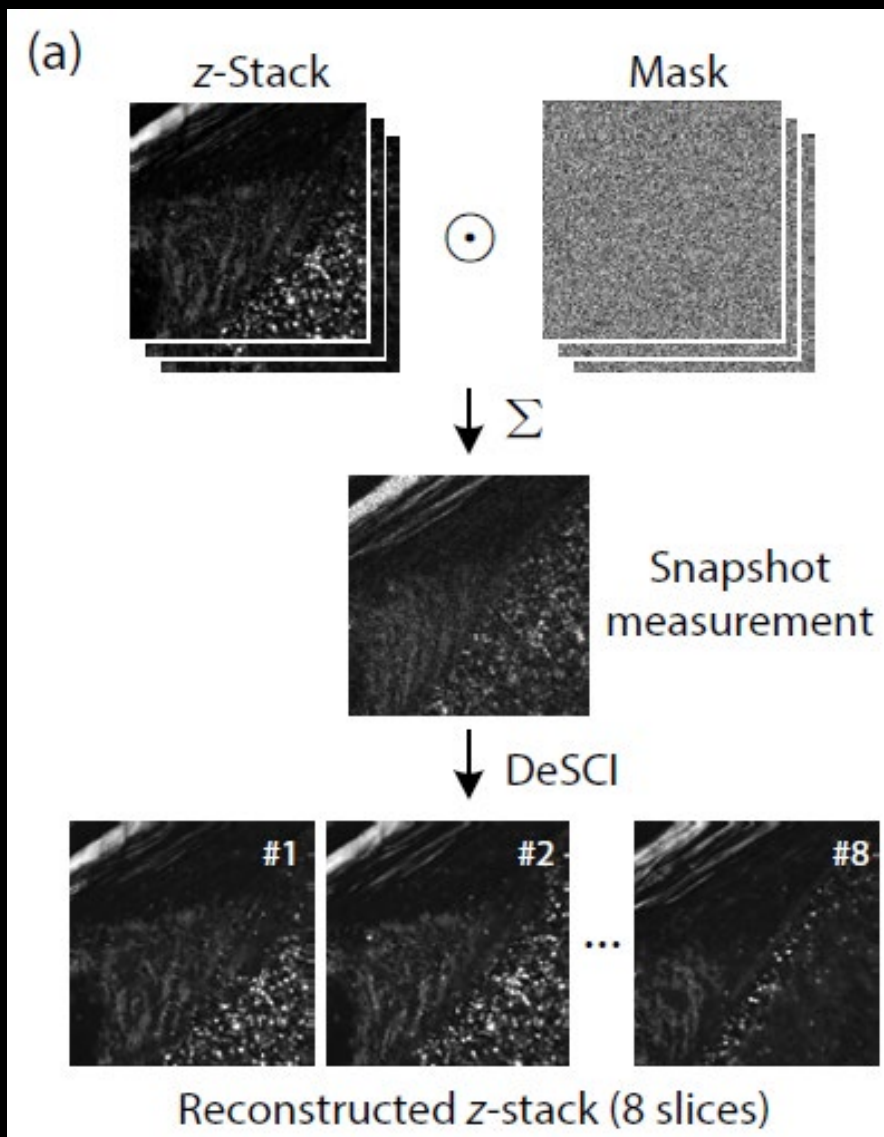 (a)
z-Stack
Mask
⊙
Σ
Snapshot
measurement
DeSCI
#1
#2
...
#8
Reconstructed z-stack (8 slices)